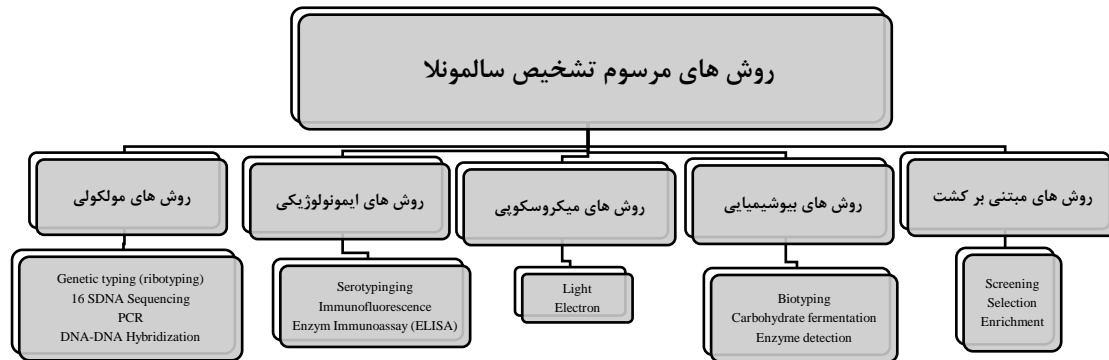 روش های مرسوم تشخیص سالمونلا
روش های مبتنی بر کشت
Screening
Selection
Enrichment
روش های بیوشیمیایی
Biotyping
Carbohydrate fermentation
Enzyme detection
روش های میکروسکوپی
Light
Electron
روش های ایمونولوژیکی
Serotypinging
Immunofluorescence
Enzym Immunoassay (ELISA)
روش های مولکولی
Genetic typing (ribotyping)
16 SDNA Sequencing
PCR
DNA-DNA Hybridization